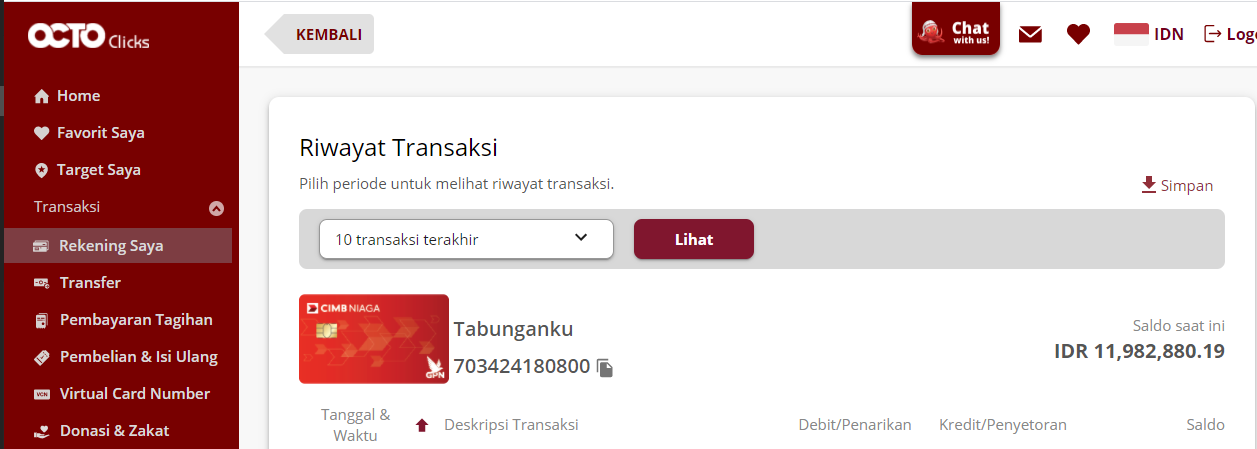 OCTO Clicks
KEMBALI
Chat
with us!
IDN
Home
Favorit Saya
Target Saya
Transaksi
Rekening Saya
Transfer
Pembayaran Tagihan
Pembelian & Isi Ulang
VCN Virtual Card Number
Donasi & Zakat
Riwayat Transaksi
Pilih periode untuk melihat riwayat transaksi.
Simpan
10 transaksi terakhir
Lihat
CIMB NIAGA
GPN
Tabunganku
703424180800
Saldo saat ini
IDR 11,982,880.19
Tanggal &
Waktu
Deskripsi Transaksi
Debit/Penarikan
Kredit/Penyetoran
Saldo